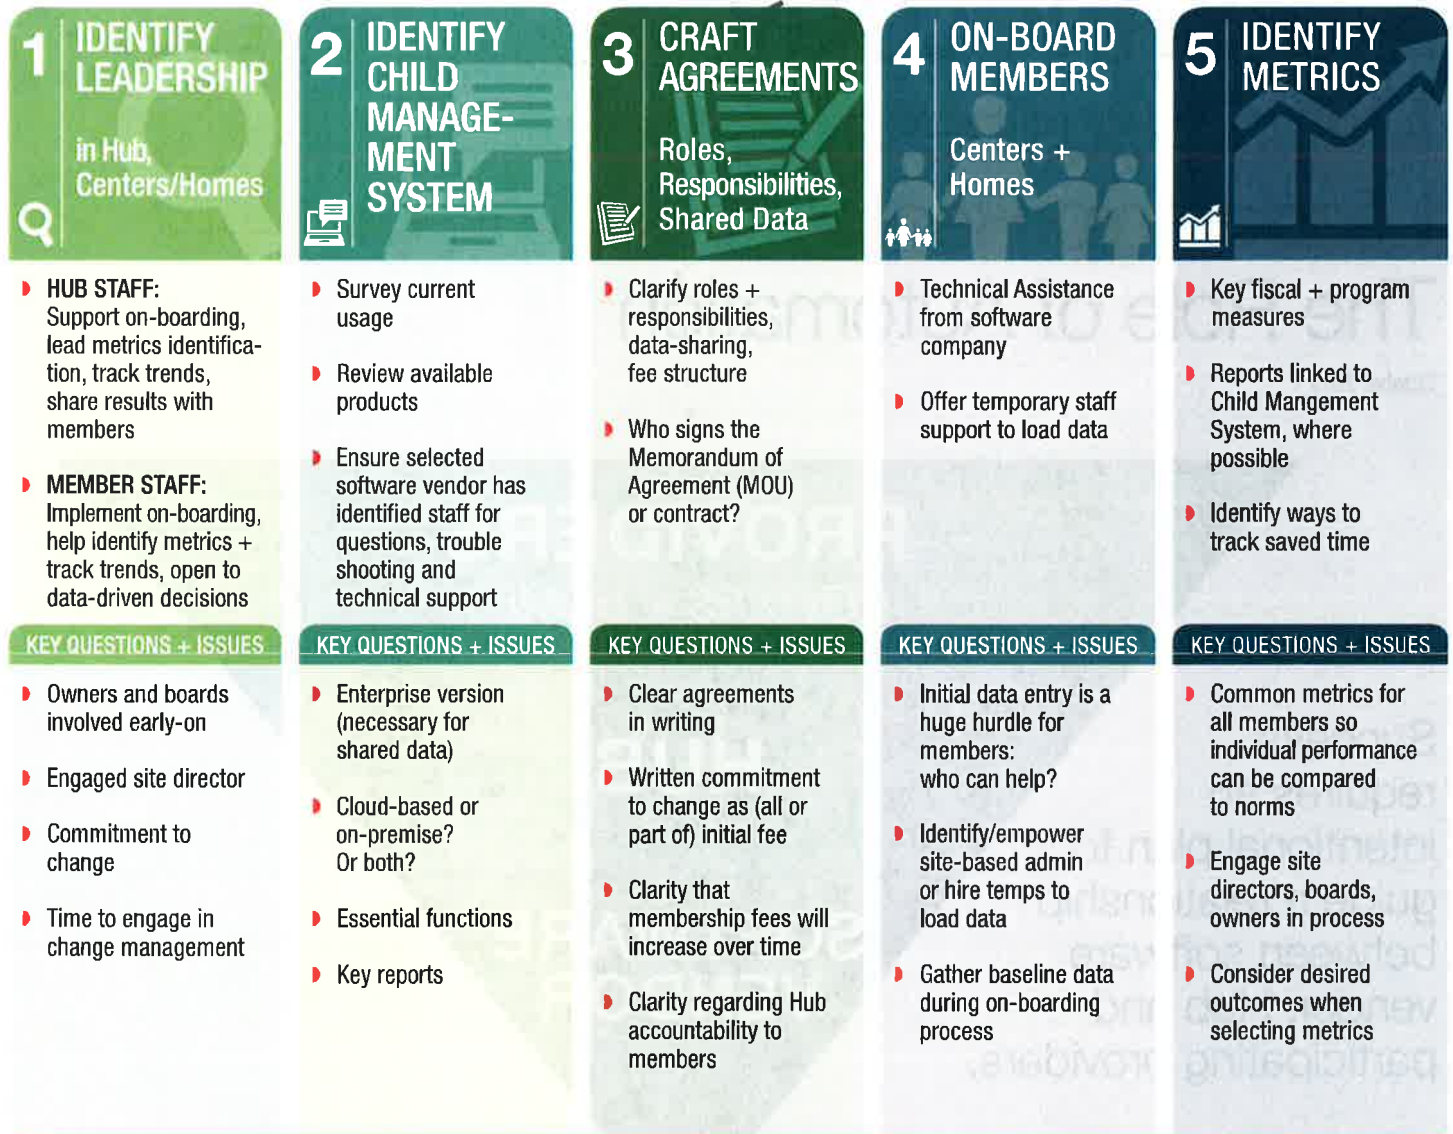 1
IDENTIFY
LEADERSHIP
in Hub,
Centers/Homes
HUB STAFF:
Support on-boarding,
lead metrics identifica-
tion, track trends,
share results with
members
MEMBER STAFF:
Implement on-boarding,
help identify metrics +
track trends, open to
data-driven decisions
KEY QUESTIONS + ISSUES
Owners and boards
involved early-on
Engaged site director
Commitment to
change
Time to engage in
change management
2
IDENTIFY
CHILD
MANAGE-
MENT
SYSTEM
Survey current
usage
Review available
products
Ensure selected
software vendor has
identified staff for
questions, trouble
shooting and
technical support
KEY QUESTIONS + ISSUES
Enterprise version
(necessary for
shared data)
Cloud-based or
on-premise?
Or both?
Essential functions
Key reports
3
CRAFT
AGREEMENTS
Roles,
Responsibilities,
Shared Data
Clarify roles +
responsibilities,
data-sharing,
fee structure
Who signs the
Memorandum of
Agreement (MOU)
or contract?
KEY QUESTIONS + ISSUES
Clear agreements
in writing
Written commitment
to change as (all or
part of) initial fee
Clarity that
membership fees will
increase over time
Clarity regarding Hub
accountability to
members
4
ON-BOARD
MEMBERS
Centers +
Homes
Technical Assistance
from software
company
Offer temporary staff
support to load data
KEY QUESTIONS + ISSUES
Initial data entry is a
huge hurdle for
members:
who can help?
Identify/empower
site-based admin
or hire temps to
load data
Gather baseline data
during on-boarding
process
5
IDENTIFY
METRICS
Key fiscal + program
measures
Reports linked to
Child Mangement
System, where
possible
Identify ways to
track saved time
KEY QUESTIONS + ISSUES
Common metrics for
all members so
individual performance
can be compared
to norms
Engage site
directors, boards,
owners in process
Consider desired
outcomes when
selecting metrics